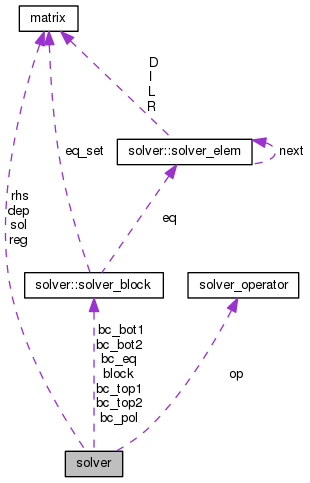 matrix
D
I
L
R
eq_set
solver::solver_elem
next
rhs
dep
sol
reg
eq
solver::solver_block
solver_operator
bc_bot1
bc_bot2
bc_eq
block
bc_top1
bc_top2
bc_pol
op
solver